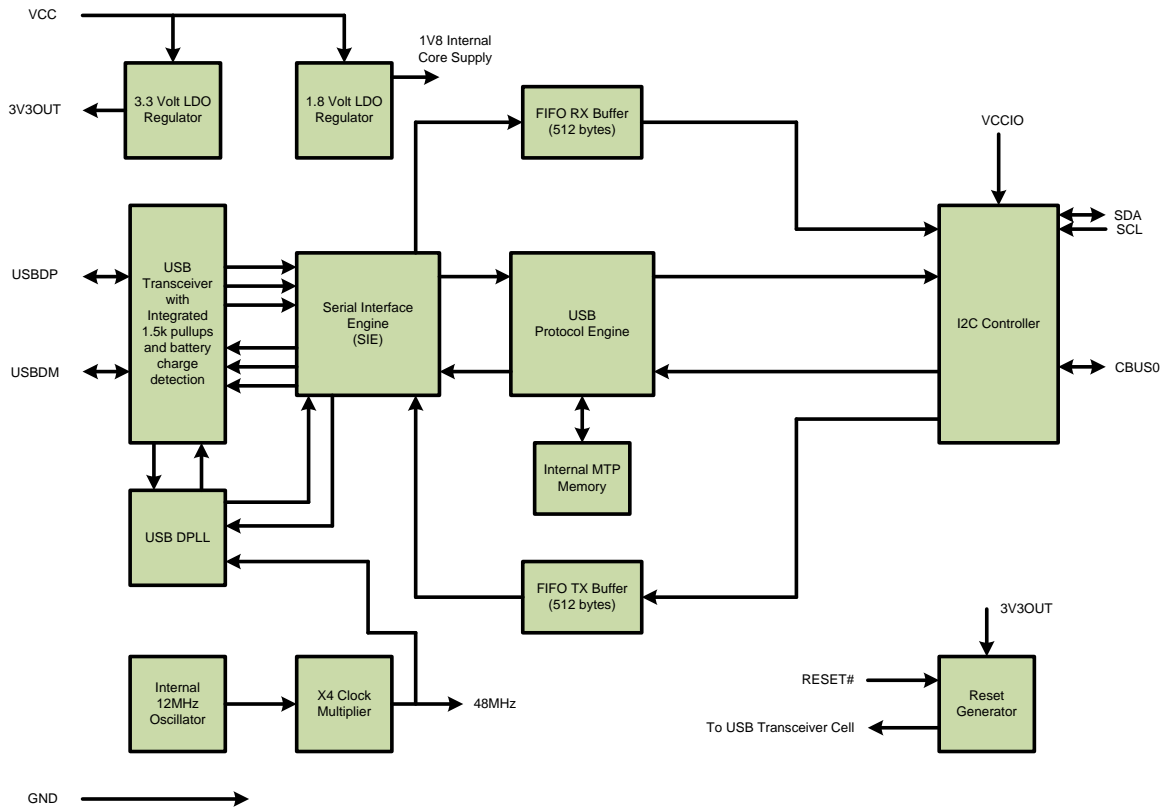 VCC
1V8 Internal
Core Supply
3V3OUT
3.3 Volt LDO
Regulator
1.8 Volt LDO
Regulator
FIFO RX Buffer
(512 bytes)
VCCIO
SDA
SCL
USBDP
USBDM
USB
Transceiver
with
Integrated
1.5k pullups
and battery
charge
detection
Serial Interface
Engine
(SIE)
USB
Protocol Engine
I2C Controller
CBUS0
Internal MTP
Memory
USB DPLL
FIFO TX Buffer
(512 bytes)
3V3OUT
Internal
12MHz
Oscillator
X4 Clock
Multiplier
48MHz
RESET#
Reset
Generator
To USB Transceiver Cell
GND